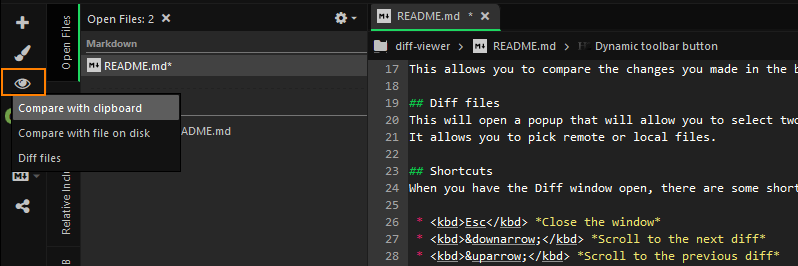 Open Files
Relative Inclu
B
Open Files: 2
Markdown
README.md*
README.md
Compare with clipboard
Compare with file on disk
Diff files
M
README.md *
diff-viewer
README.md
Dynamic toolbar button
17 This allows you to compare the changes you made in the b
18
19 ## Diff files
20 This will open a popup that will allow you to select two
21 It allows you to pick remote or local files.
22
23 ## Shortcuts
24 When you have the Diff window open, there are some short
25
26 * <kbd>Esc</kbd> *Close the window*
27 * <kbd>&downarrow;</kbd> *Scroll to the next diff*
28 * <kbd>&uparrow;</kbd> *Scroll to the previous diff*